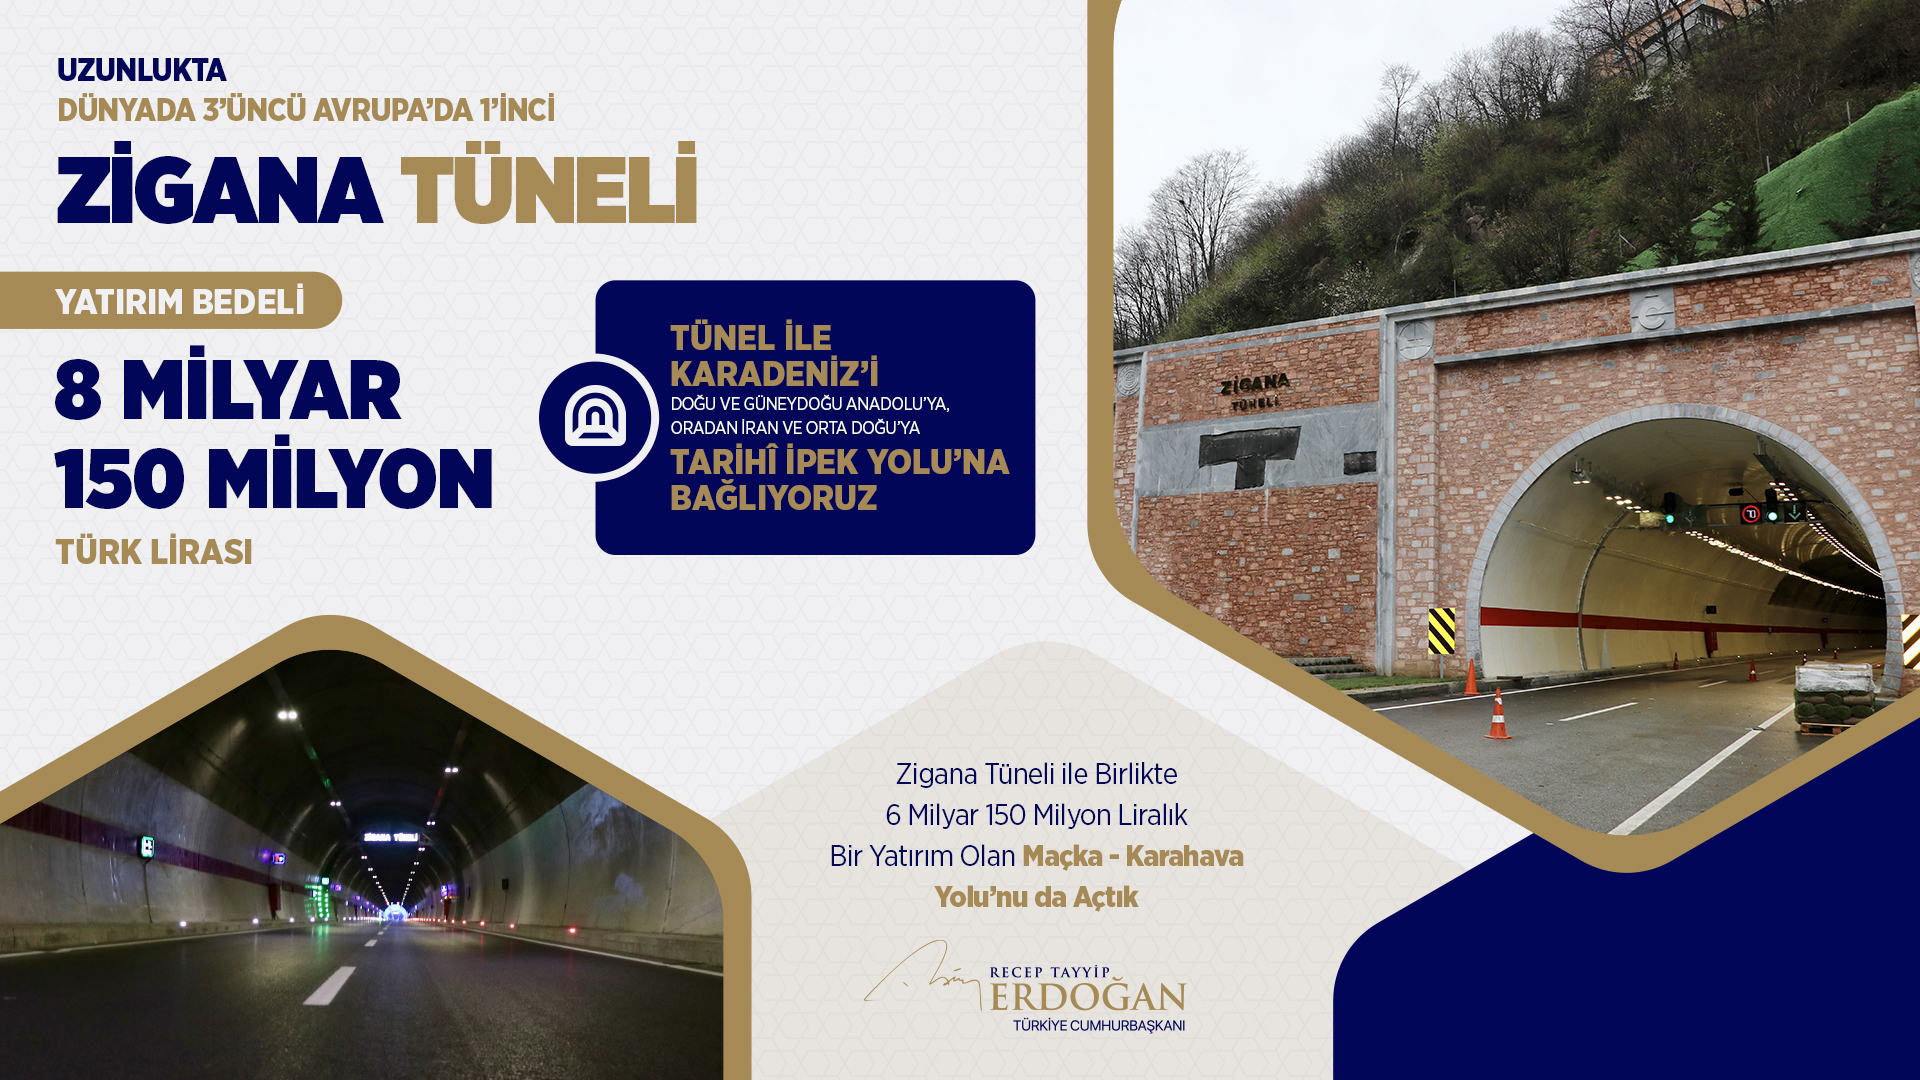 UZUNLUKTA
DÜNYADA 3’ÜNCÜ AVRUPA’DA 1’İNCİ
ZİGANA TÜNELİ
YATIRIM BEDELİ
8 MİLYAR
150 MİLYON
TÜRK LİRASI
TÜNEL İLE
KARADENİZ’İ
DOĞU VE GÜNEYDOĞU ANADOLU’YA,
ORADAN İRAN VE ORTA DOĞU’YA
TARİHÎ İPEK YOLU’NA
BAĞLIYORUZ
ZİGANA
TÜNELİ
ZİGANA TÜNELİ
Zigana Tüneli ile Birlikte
6 Milyar 150 Milyon Liralık
Bir Yatırım Olan Maçka - Karahava
Yolu’nu da Açtık
RECEP TAYYİP
ERDOĞAN
TÜRKİYE CUMHURBAŞKANI